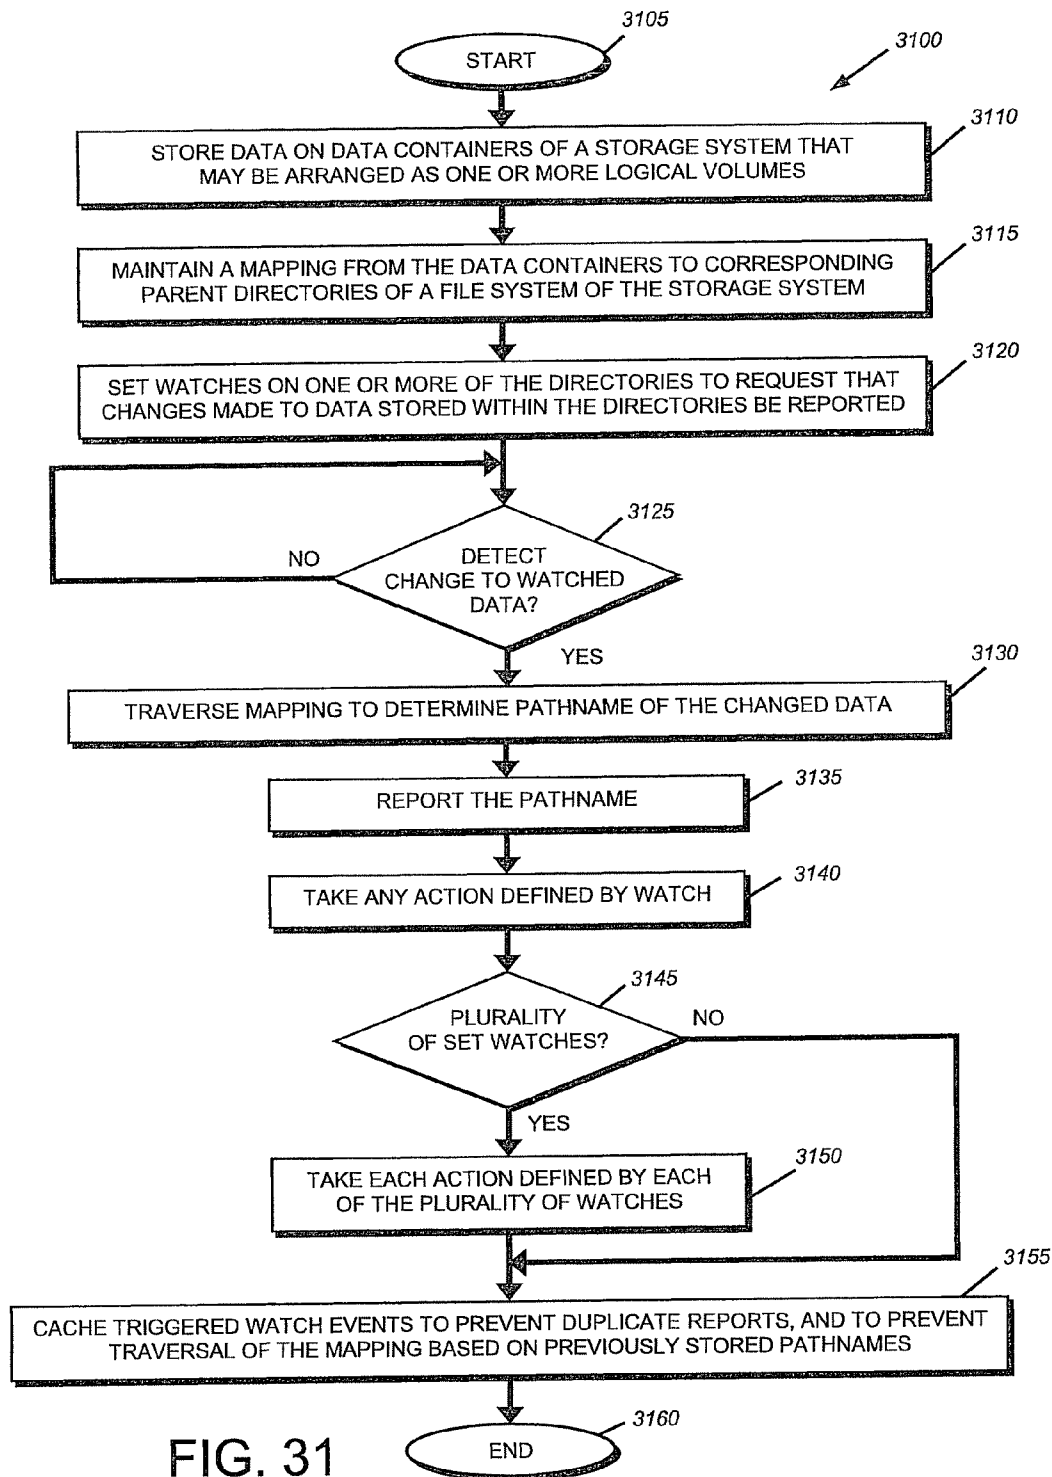 3105
START
3100
3110
STORE DATA ON DATA CONTAINERS OF A STORAGE SYSTEM THAT
MAY BE ARRANGED AS ONE OR MORE LOGICAL VOLUMES
3115
MAINTAIN A MAPPING FROM THE DATA CONTAINERS TO CORRESPONDING
PARENT DIRECTORIES OF A FILE SYSTEM OF THE STORAGE SYSTEM
3120
SET WATCHES ON ONE OR MORE OF THE DIRECTORIES TO REQUEST THAT
CHANGES MADE TO DATA STORED WITHIN THE DIRECTORIES BE REPORTED
3125
NO
DETECT
CHANGE TO WATCHED
DATA?
YES
3130
TRAVERSE MAPPING TO DETERMINE PATHNAME OF THE CHANGED DATA
3135
REPORT THE PATHNAME
3140
TAKE ANY ACTION DEFINED BY WATCH
3145
PLURALITY
OF SET WATCHES?
NO
YES
3150
TAKE EACH ACTION DEFINED BY EACH
OF THE PLURALITY OF WATCHES
3155
CACHE TRIGGERED WATCH EVENTS TO PREVENT DUPLICATE REPORTS, AND TO PREVENT
TRAVERSAL OF THE MAPPING BASED ON PREVIOUSLY STORED PATHNAMES
3160
END
FIG. 31